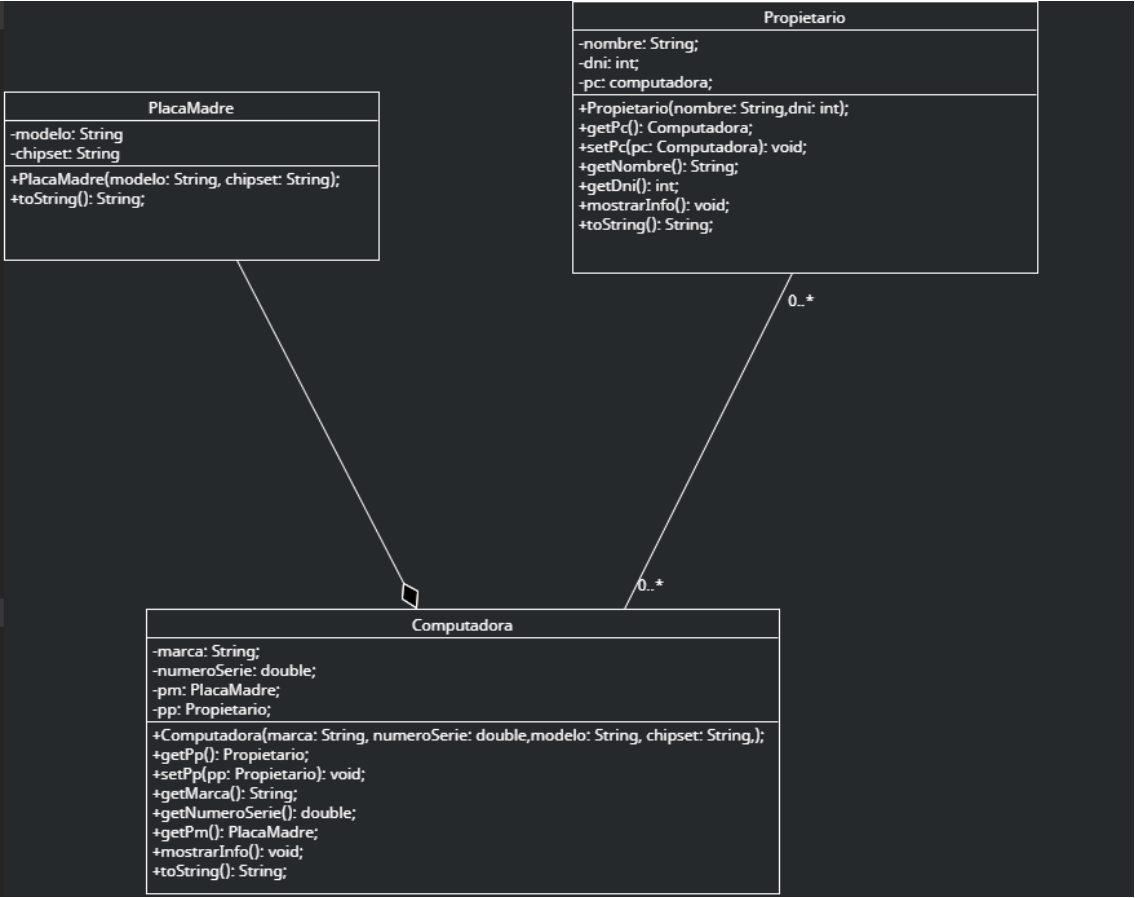 PlacaMadre
-modelo: String
-chipset: String
+PlacaMadre(modelo: String, chipset: String);
+toString(): String;
Propietario
-nombre: String;
-dni: int;
-pc: computadora;
+Propietario(nombre: String,dni: int);
+getPc(): Computadora;
+setPc(pc: Computadora): void;
+getNombre(): String;
+getDni(): int;
+mostrarInfo(): void;
+toString(): String;
0..*
0..*
Computadora
-marca: String;
-numeroSerie: double;
-pm: PlacaMadre;
-pp: Propietario;
+Computadora(marca: String, numeroSerie: double,modelo: String, chipset: String,);
+getPp(): Propietario;
+setPp(pp: Propietario): void;
+getMarca(): String;
+getNumeroSerie(): double;
+getPm(): PlacaMadre;
+mostrarInfo(): void;
+toString(): String;